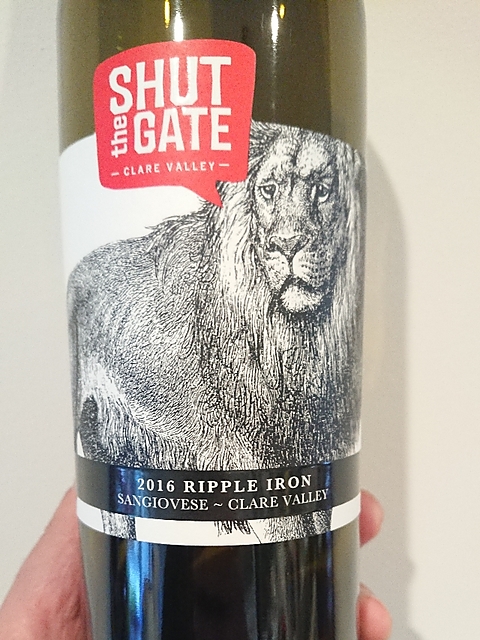 SHUT
the GATE
– CLARE VALLEY –
2016 RIPPLE IRON
SANGIOVESE ~ CLARE VALLEY